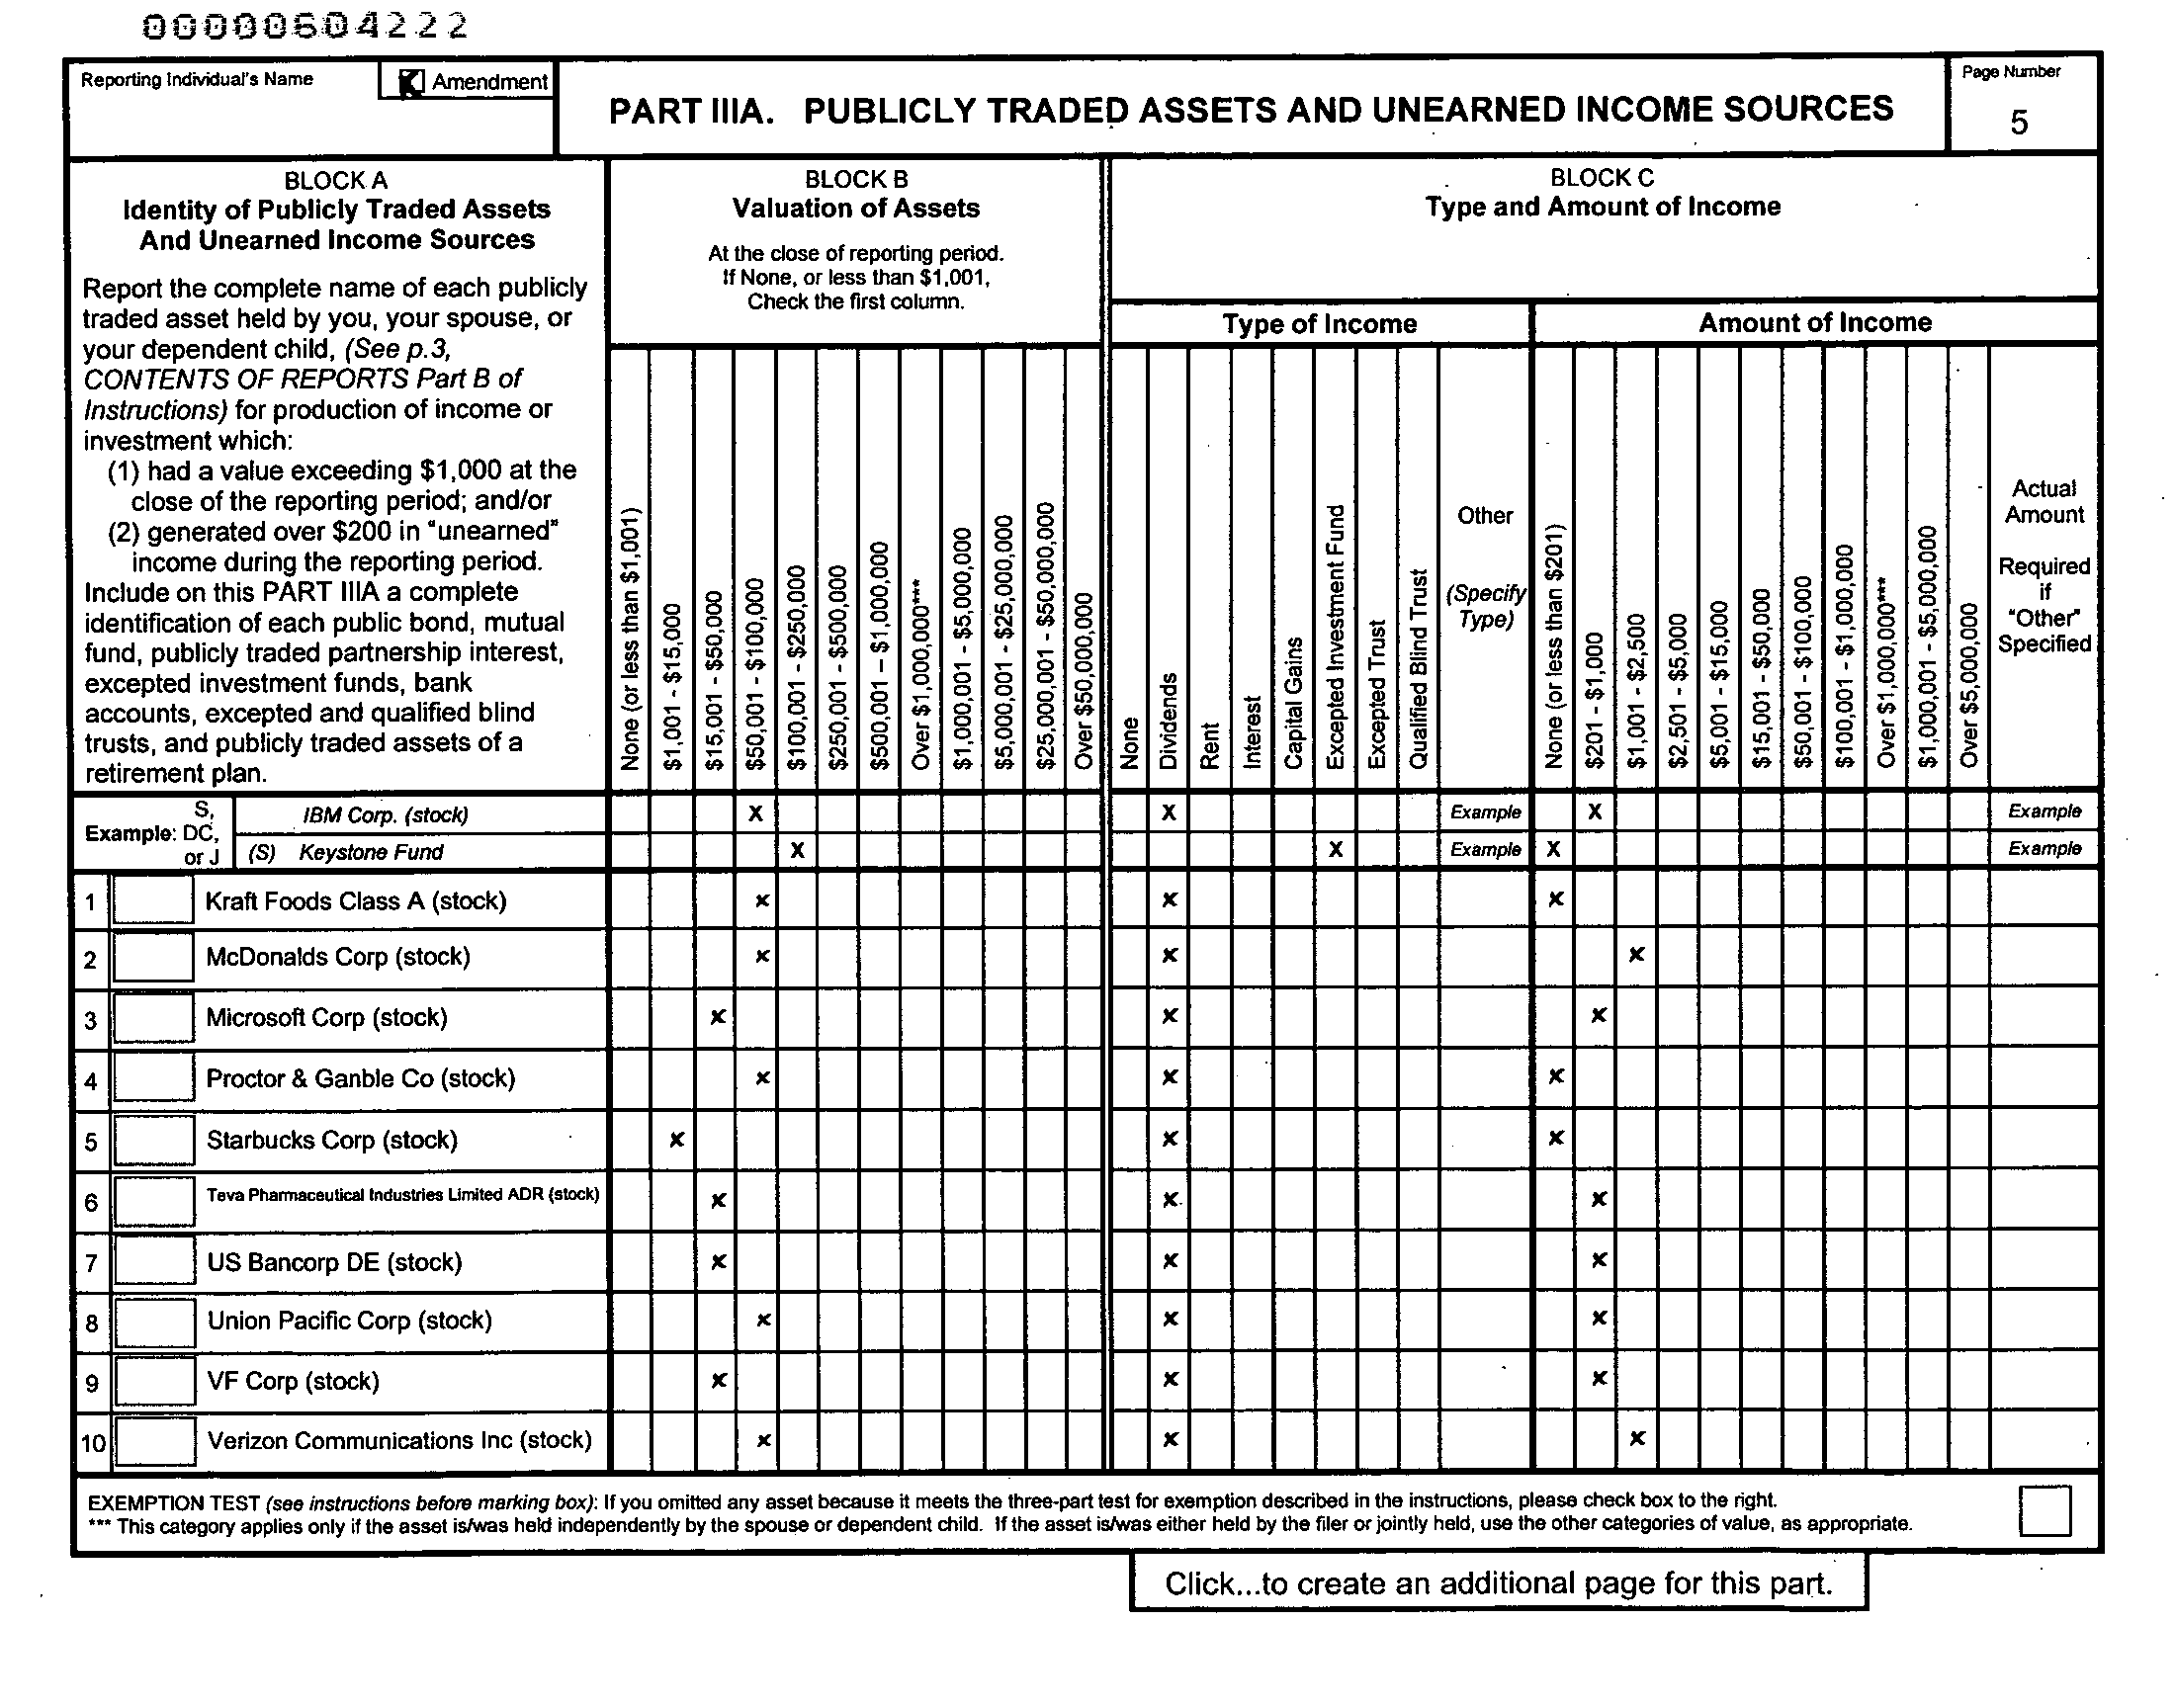 00000604222
Reporting Individual's Name
X Amendment
PART IIIA. PUBLICLY TRADED ASSETS AND UNEARNED INCOME SOURCES
Page Number
5
BLOCK A
Identity of Publicly Traded Assets
And Unearned Income Sources
Report the complete name of each publicly
traded asset held by you, your spouse, or
your dependent child, (See p.3,
CONTENTS OF REPORTS Part B of
Instructions) for production of income or
investment which:
(1) had a value exceeding $1,000 at the
close of the reporting period; and/or
(2) generated over $200 in "unearned"
income during the reporting period.
Include on this PART IIIA a complete
identification of each public bond, mutual
fund, publicly traded partnership interest,
excepted investment funds, bank
accounts, excepted and qualified blind
trusts, and publicly traded assets of a
retirement plan.
BLOCK B
Valuation of Assets
At the close of reporting period.
If None, or less than $1,001,
Check the first column.
None (or less than $1,001)
$1,001 - $15,000
$15,001 - $50,000
$50,001 - $100,000
$100,001 - $250,000
$250,001 - $500,000
$500,001 – $1,000,000
Over $1,000,000***
$1,000,001 - $5,000,000
$5,000,001 - $25,000,000
$25,000,001 - $50,000,000
Over $50,000,000
BLOCK C
Type and Amount of Income
Type of Income
None
Dividends
Rent
Interest
Capital Gains
Excepted Investment Fund
Excepted Trust
Qualified Blind Trust
Other
(Specify
Type)
Amount of Income
None (or less than $201)
$201 - $1,000
$1,001 - $2,500
$2,501 - $5,000
$5,001 - $15,000
$15,001 - $50,000
$50,001 - $100,000
$100,001 - $1,000,000
Over $1,000,000***
$1,000,001 - $5,000,000
Over $5,000,000
Actual
Amount
Required
if
"Other"
Specified
Example: S, DC, or J
IBM Corp. (stock) X X Example X Example
(S) Keystone Fund X X Example X Example
1 Kraft Foods Class A (stock) x x x
2 McDonalds Corp (stock) x x x
3 Microsoft Corp (stock) x x x
4 Proctor & Ganble Co (stock) x x x
5 Starbucks Corp (stock) x x x
6 Teva Pharmaceutical Industries Limited ADR (stock) x x x
7 US Bancorp DE (stock) x x x
8 Union Pacific Corp (stock) x x x
9 VF Corp (stock) x x x
10 Verizon Communications Inc (stock) x x x
EXEMPTION TEST (see instructions before marking box): If you omitted any asset because it meets the three-part test for exemption described in the instructions, please check box to the right.
*** This category applies only if the asset is/was held independently by the spouse or dependent child. If the asset is/was either held by the filer or jointly held, use the other categories of value, as appropriate.
Click...to create an additional page for this part.